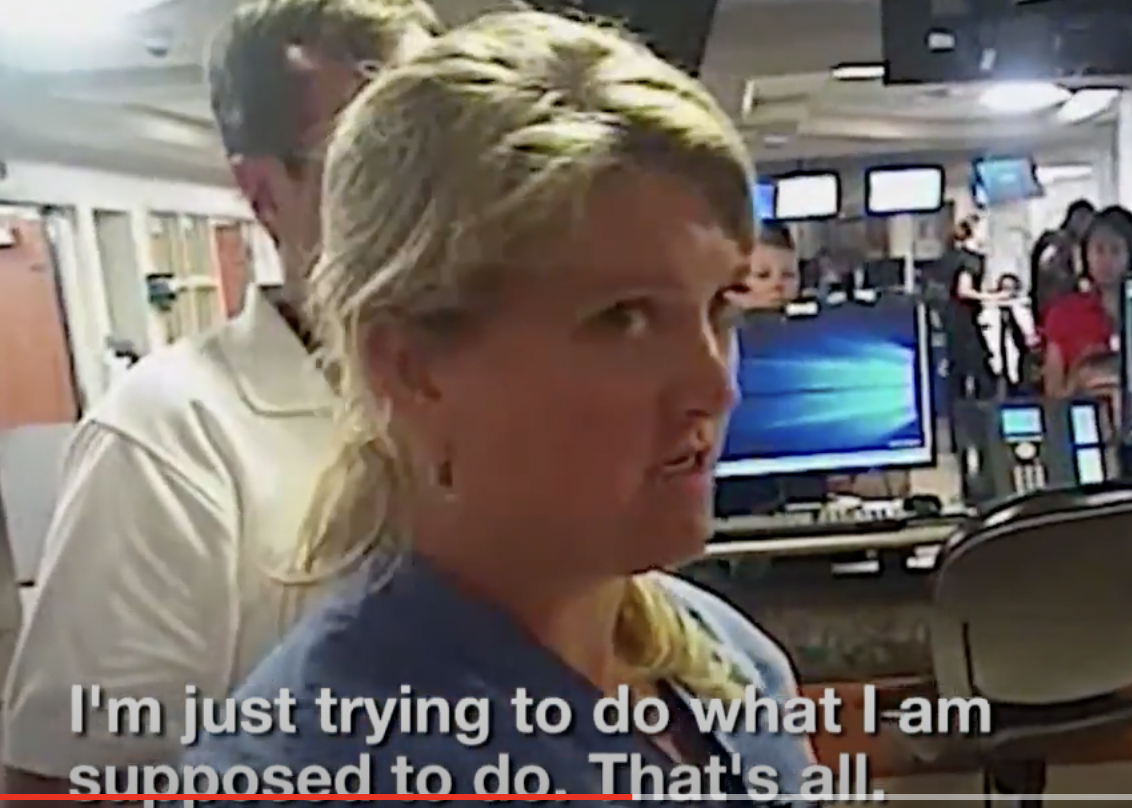 I'm just trying to do what I am
supposed to do. That's all.